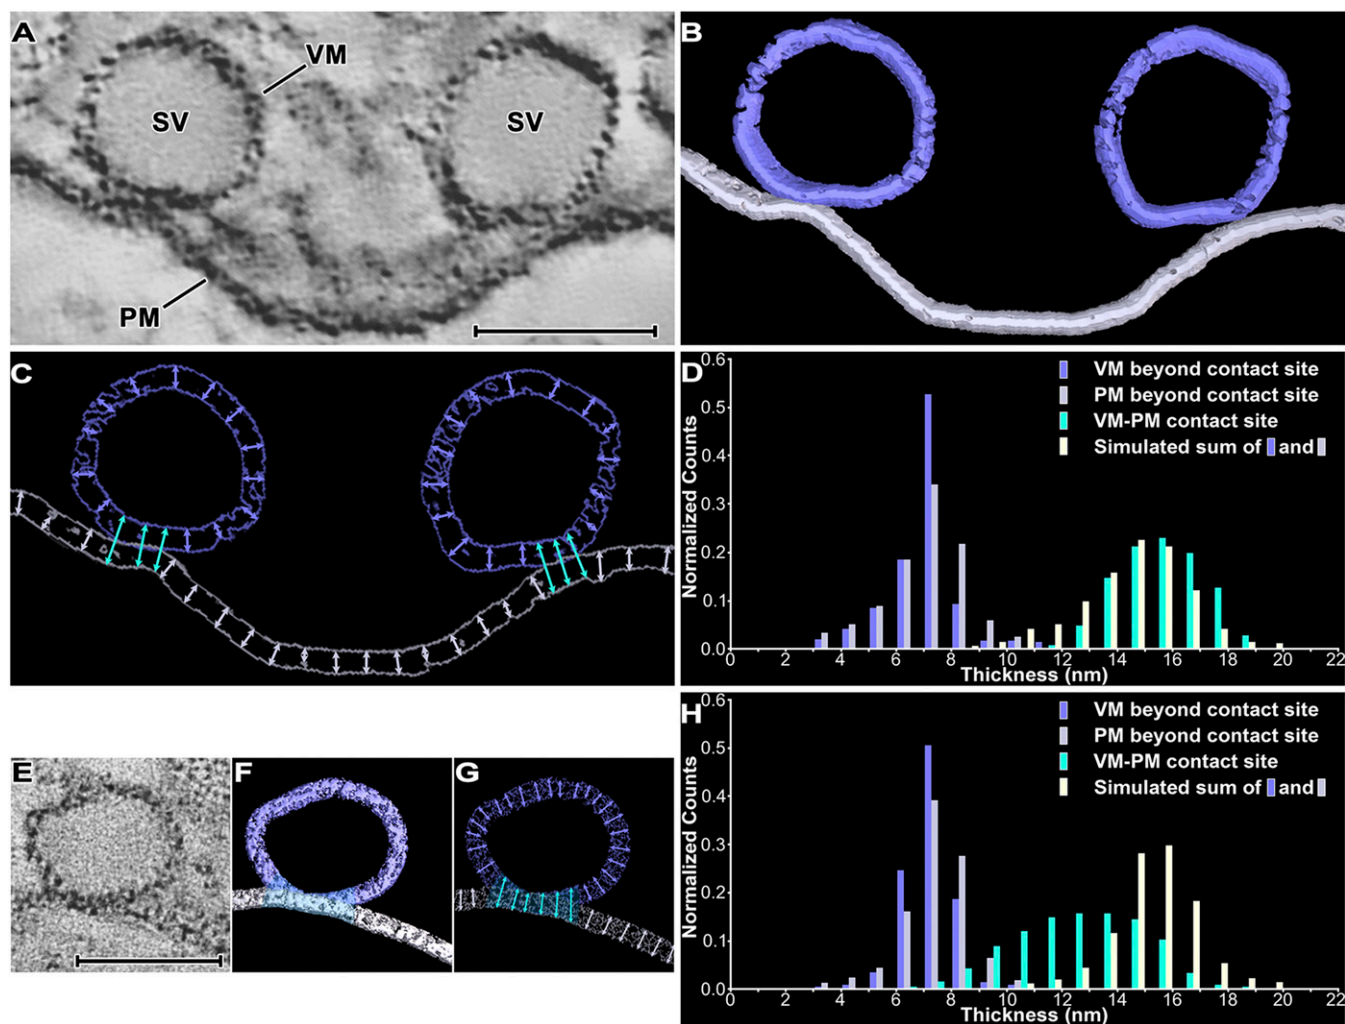 A
VM
SV
SV
PM
B
C
D
0.6
0.5
0.4
0.3
0.2
0.1
0.0
Normalized Counts
VM beyond contact site
PM beyond contact site
VM-PM contact site
Simulated sum of and
0 2 4 6 8 10 12 14 16 18 20 22
Thickness (nm)
E
F
G
H
0.6
0.5
0.4
0.3
0.2
0.1
0.0
Normalized Counts
VM beyond contact site
PM beyond contact site
VM-PM contact site
Simulated sum of and
0 2 4 6 8 10 12 14 16 18 20 22
Thickness (nm)